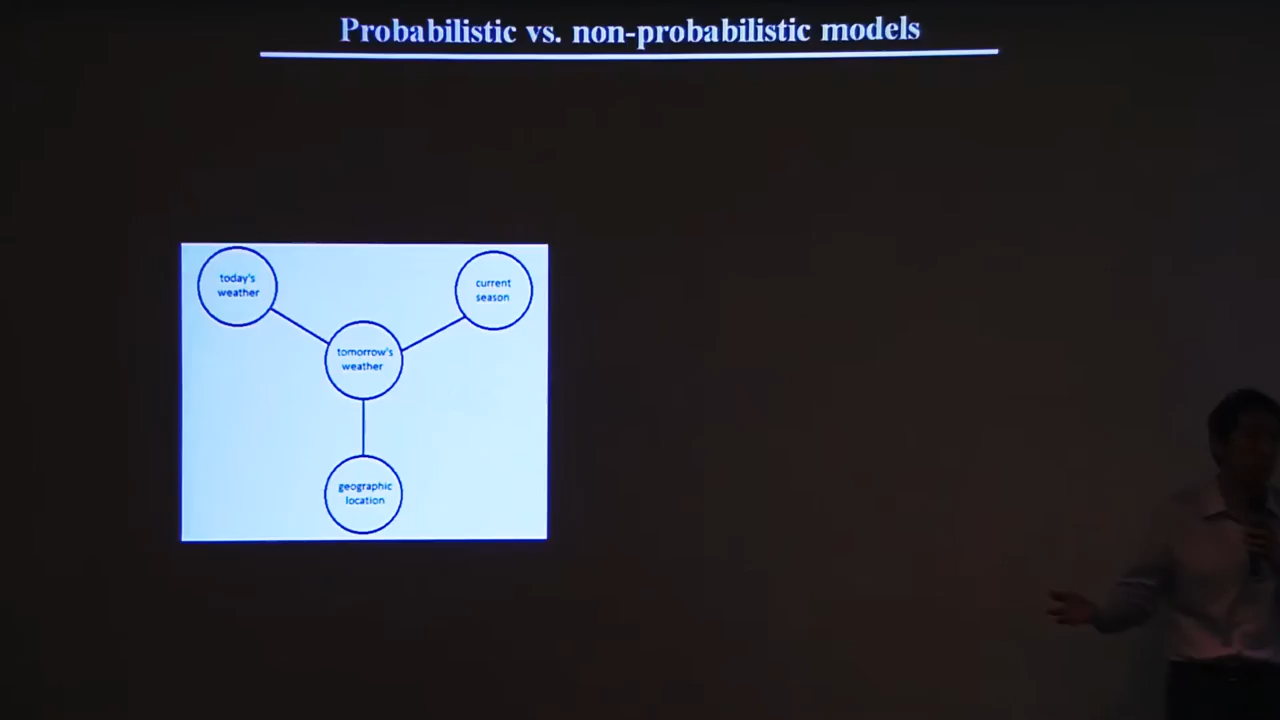 Probabilistic vs. non-probabilistic models
today's
weather
current
season
tomorrow's
weather
geographic
location